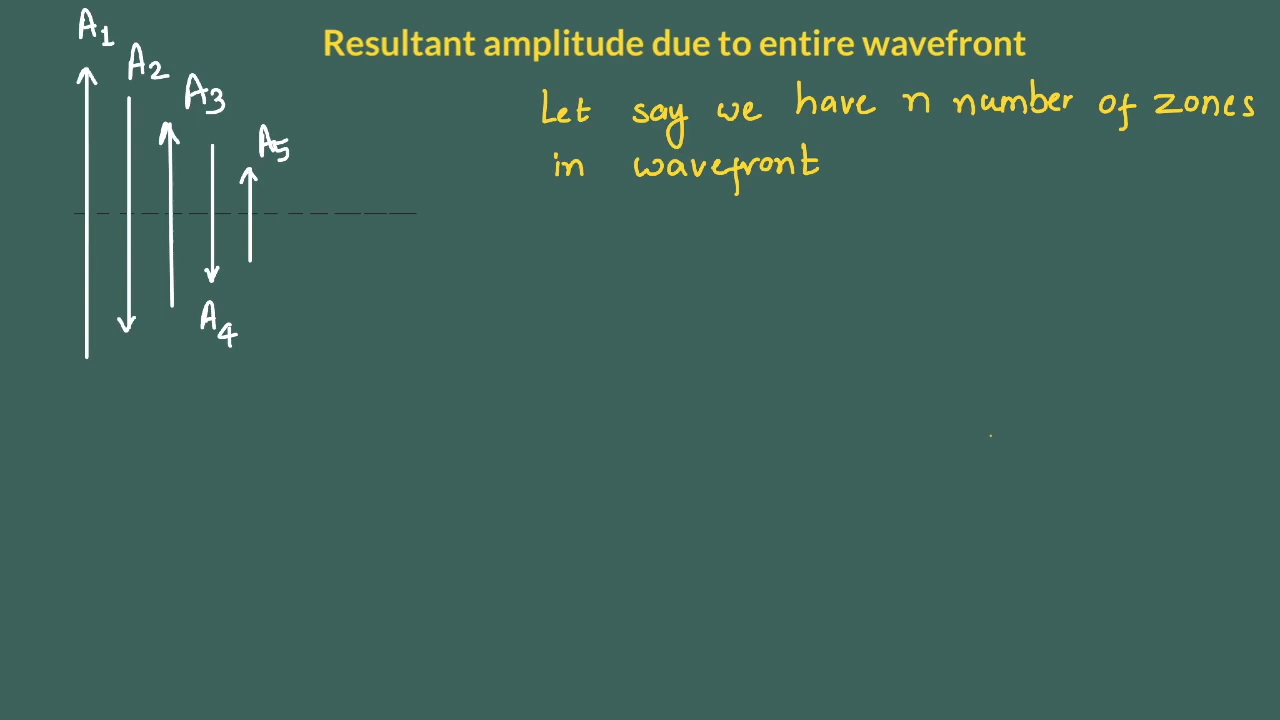 Resultant amplitude due to entire wavefront
A1
A2
A3
A5
A4
Let say we have n number of zones
in wavefront